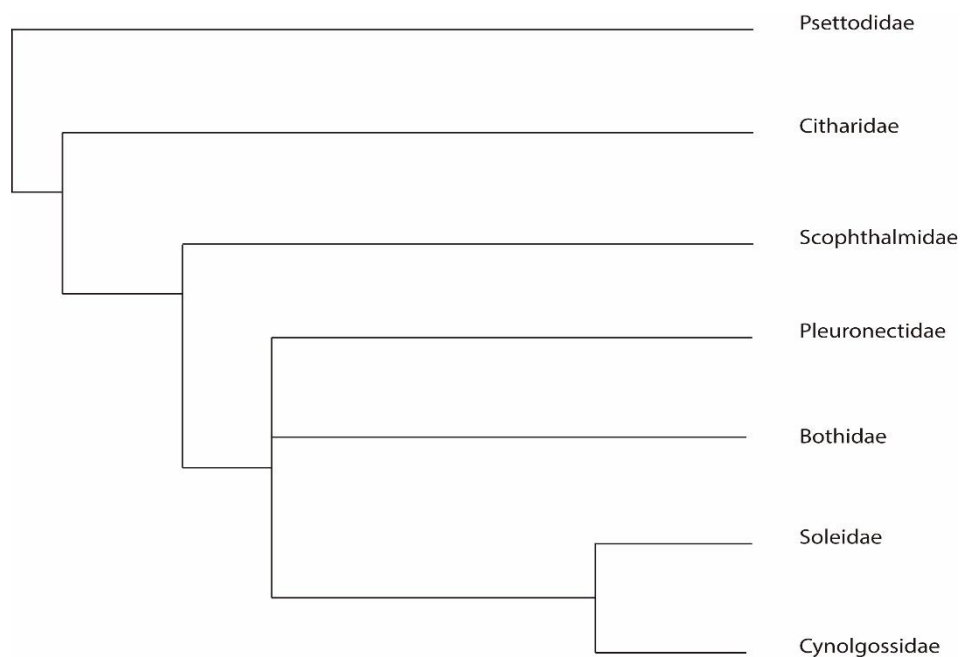 Psettodidae
Citharidae
Scophthalmidae
Pleuronectidae
Bothidae
Soleidae
Cynolgossidae